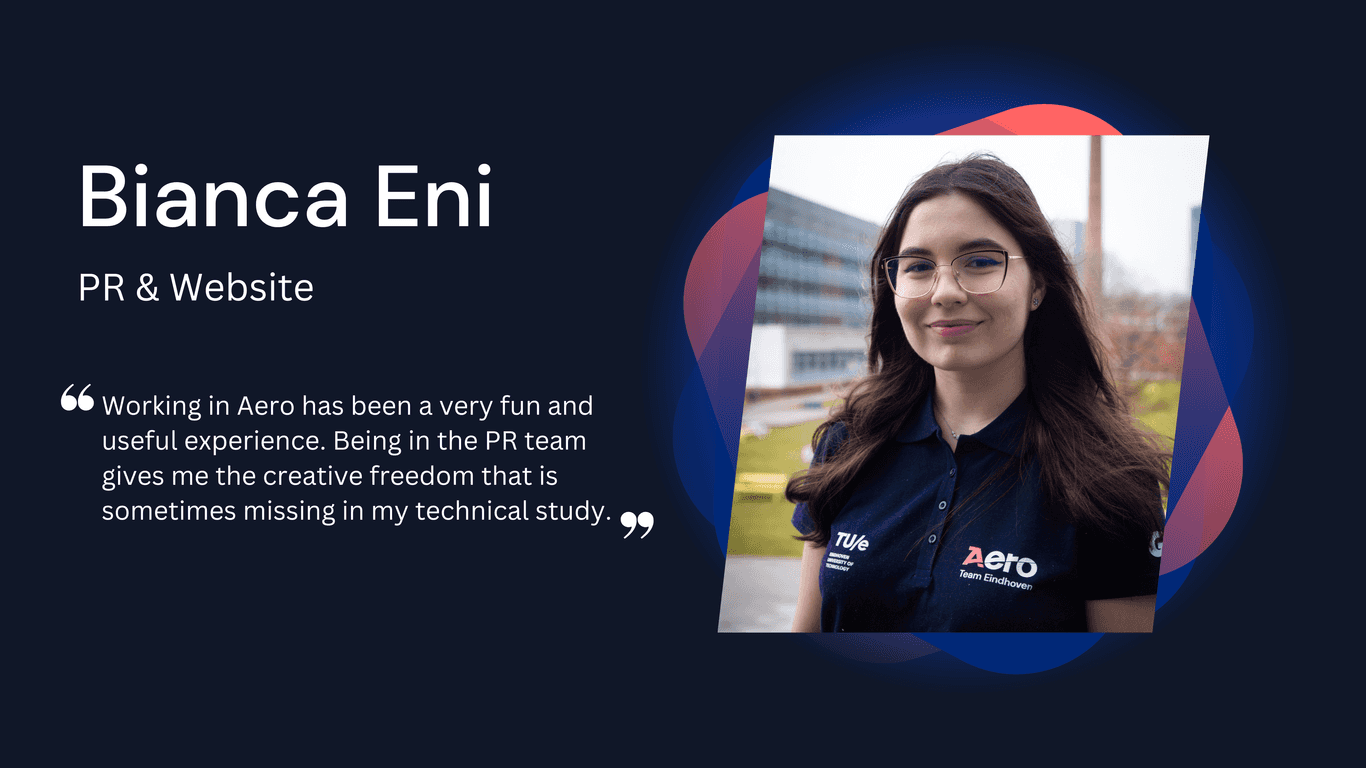 Bianca Eni
PR & Website
❝ Working in Aero has been a very fun and
useful experience. Being in the PR team
gives me the creative freedom that is
sometimes missing in my technical study. ❞
TU/e
EINDHOVEN
UNIVERSITY OF
TECHNOLOGY
Aero
Team Eindhoven